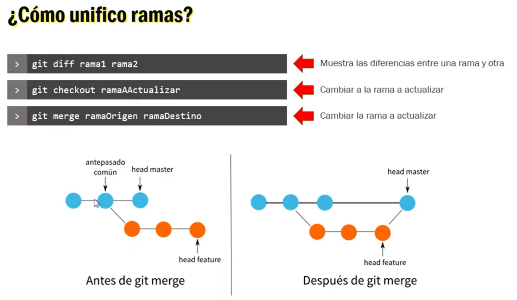 ¿Cómo unifico ramas?
> git diff rama1 rama2
Muestra las diferencias entre una rama y otra
> git checkout ramaAActualizar
Cambiar a la rama a actualizar
> git merge ramaOrigen ramaDestino
Cambiar la rama a actualizar
antepasado
común
head master
head feature
Antes de git merge
head master
head feature
Después de git merge